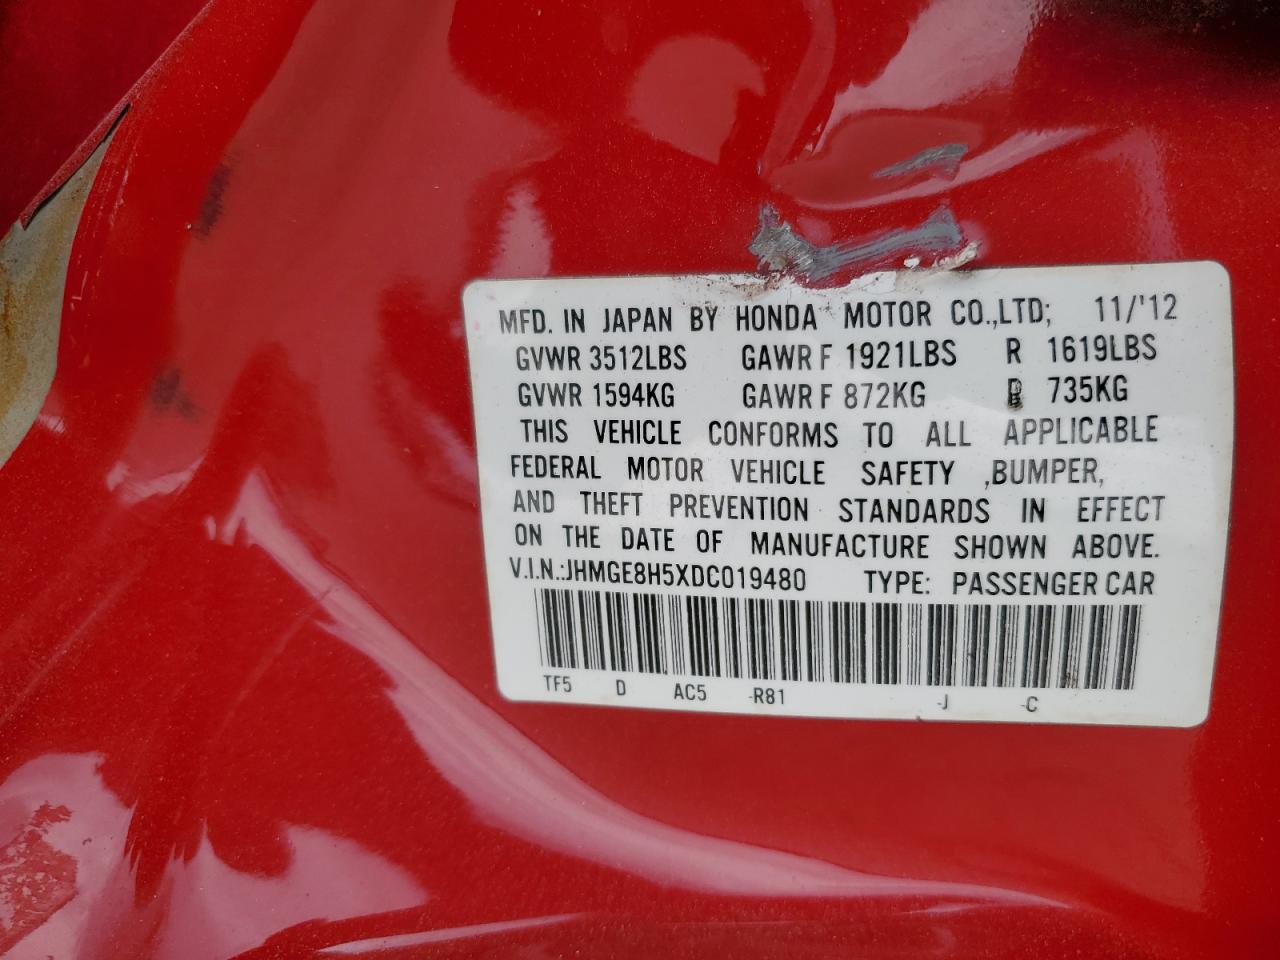 MFD. IN JAPAN BY HONDA MOTOR CO.,LTD; 11/'12
GVWR 3512LBS GAWR F 1921LBS R 1619LBS
GVWR 1594KG GAWR F 872KG R 735KG
THIS VEHICLE CONFORMS TO ALL APPLICABLE
FEDERAL MOTOR VEHICLE SAFETY ,BUMPER,
AND THEFT PREVENTION STANDARDS IN EFFECT
ON THE DATE OF MANUFACTURE SHOWN ABOVE.
V.I.N.:JHMGE8H5XDC019480 TYPE: PASSENGER CAR
TF5 D AC5 -R81 -J -C